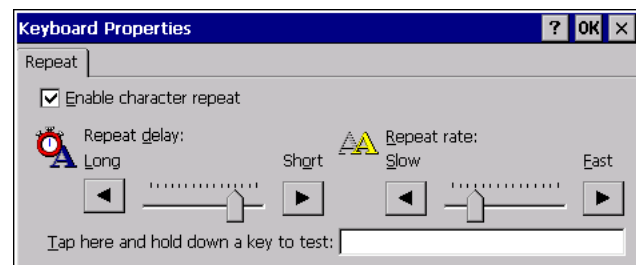 Keyboard Properties ? OK ×
Repeat
Enable character repeat
Repeat delay:
Long Short
Repeat rate:
Slow Fast
Tap here and hold down a key to test: